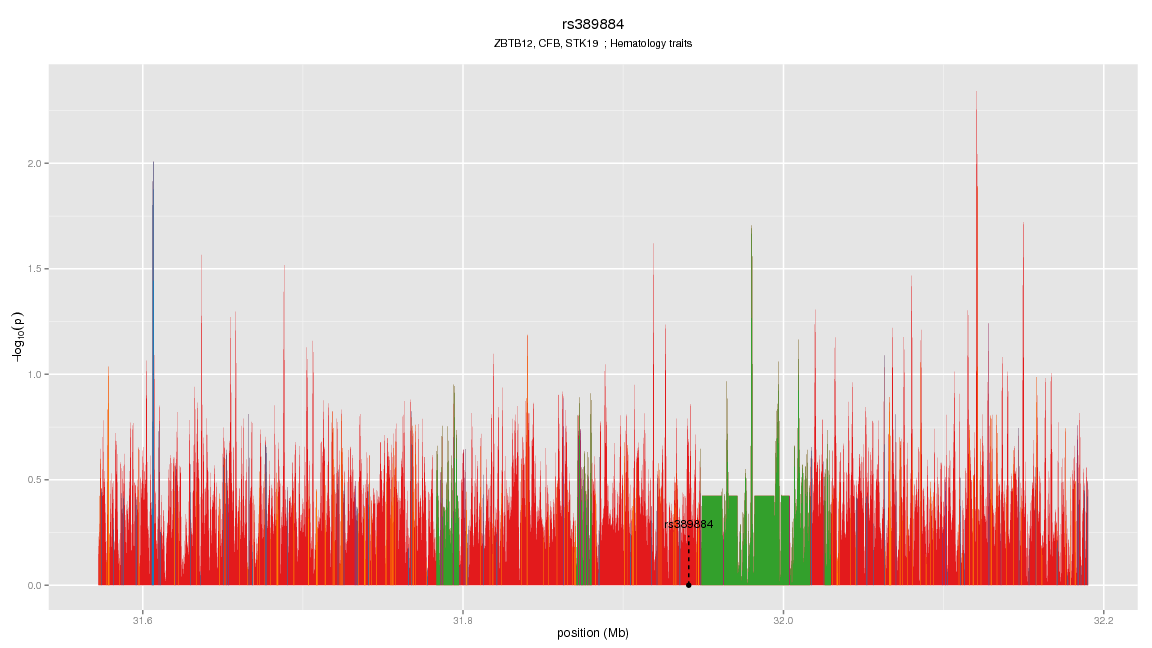 rs389884
ZBTB12, CFB, STK19 ; Hematology traits
−log10(p)
2.0
1.5
1.0
0.5
0.0
rs389884
31.6 31.8 32.0 32.2
position (Mb)